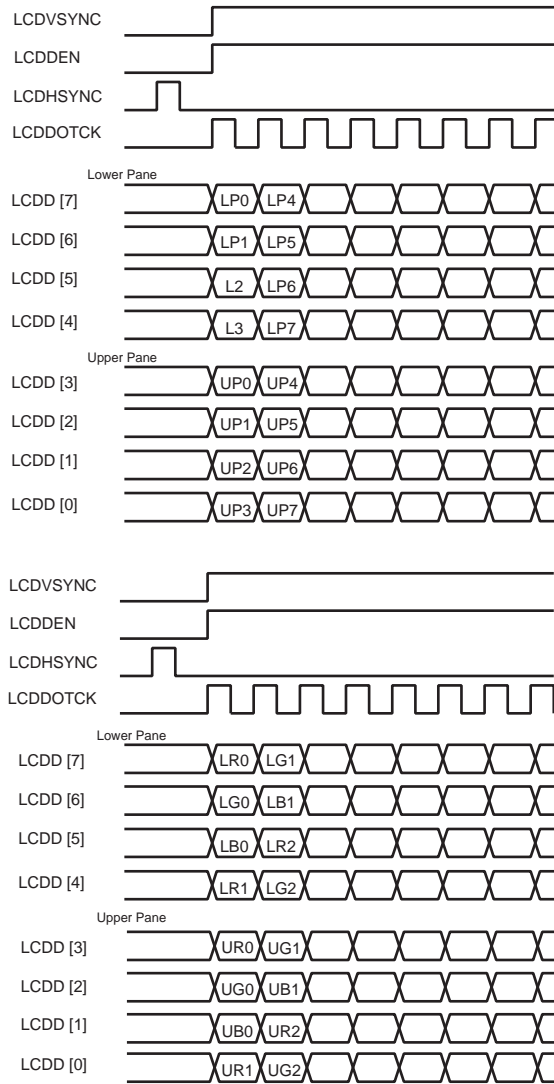 LCDVSYNC
LCDDEN
LCDHSYNC
LCDDOTCK
Lower Pane
LCDD [7] LP0 LP4
LCDD [6] LP1 LP5
LCDD [5] L2 LP6
LCDD [4] L3 LP7
Upper Pane
LCDD [3] UP0 UP4
LCDD [2] UP1 UP5
LCDD [1] UP2 UP6
LCDD [0] UP3 UP7
LCDVSYNC
LCDDEN
LCDHSYNC
LCDDOTCK
Lower Pane
LCDD [7] LR0 LG1
LCDD [6] LG0 LB1
LCDD [5] LB0 LR2
LCDD [4] LR1 LG2
Upper Pane
LCDD [3] UR0 UG1
LCDD [2] UG0 UB1
LCDD [1] UB0 UR2
LCDD [0] UR1 UG2